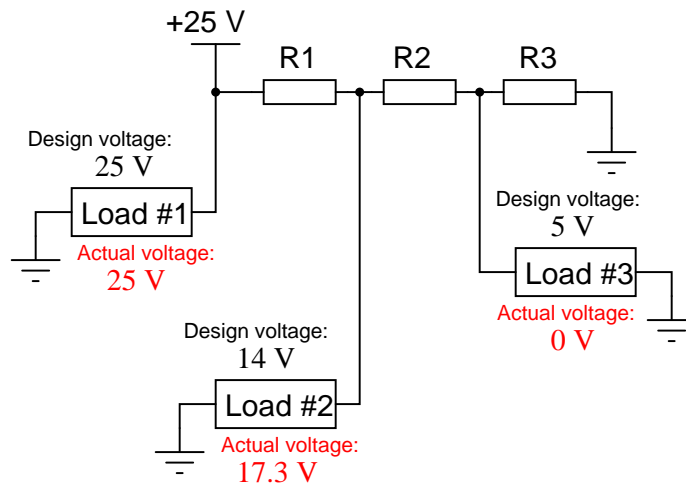 +25 V
R1
R2
R3
Design voltage:
25 V
Load #1
Actual voltage:
25 V
Design voltage:
5 V
Load #3
Actual voltage:
0 V
Design voltage:
14 V
Load #2
Actual voltage:
17.3 V